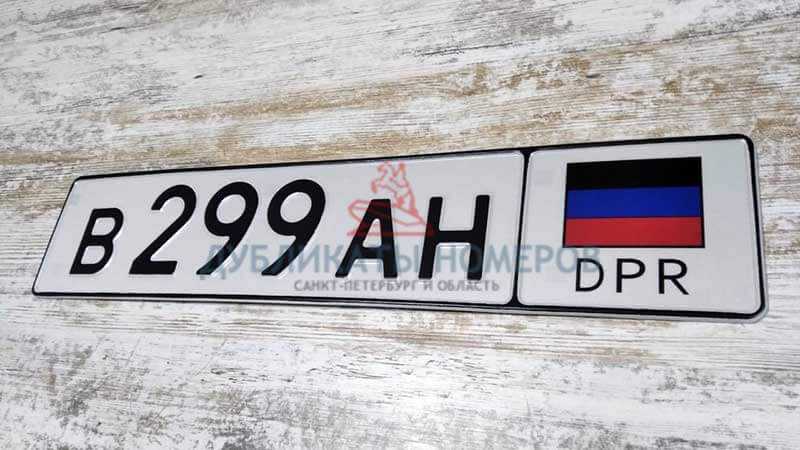 В 299 АН
DPR
ДУБЛИКАТЫ НОМЕРОВ
САНКТ-ПЕТЕРБУРГ И ОБЛАСТЬ